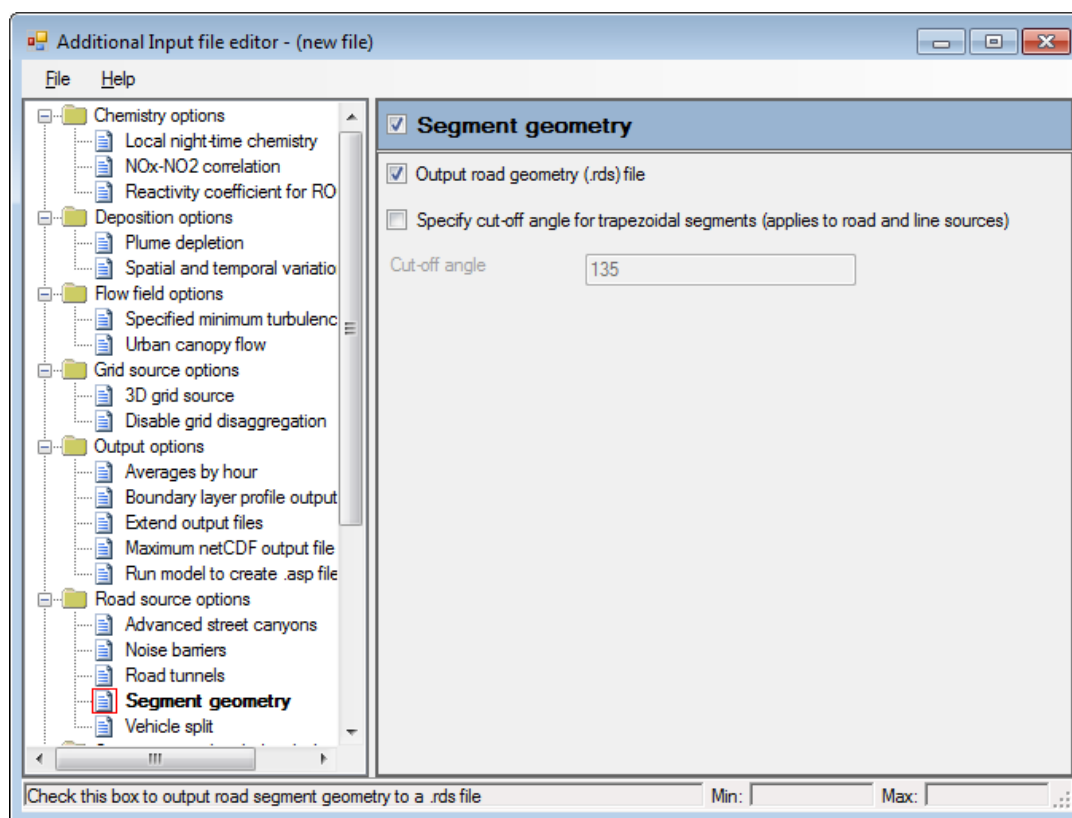 Additional Input file editor - (new file)
File Help
Chemistry options
Local night-time chemistry
NOx-NO2 correlation
Reactivity coefficient for RO
Deposition options
Plume depletion
Spatial and temporal variatio
Flow field options
Specified minimum turbulenc
Urban canopy flow
Grid source options
3D grid source
Disable grid disaggregation
Output options
Averages by hour
Boundary layer profile output
Extend output files
Maximum netCDF output file
Run model to create .asp file
Road source options
Advanced street canyons
Noise barriers
Road tunnels
Segment geometry
Vehicle split
Segment geometry
Output road geometry (.rds) file
Specify cut-off angle for trapezoidal segments (applies to road and line sources)
Cut-off angle 135
Check this box to output road segment geometry to a .rds file Min: Max: